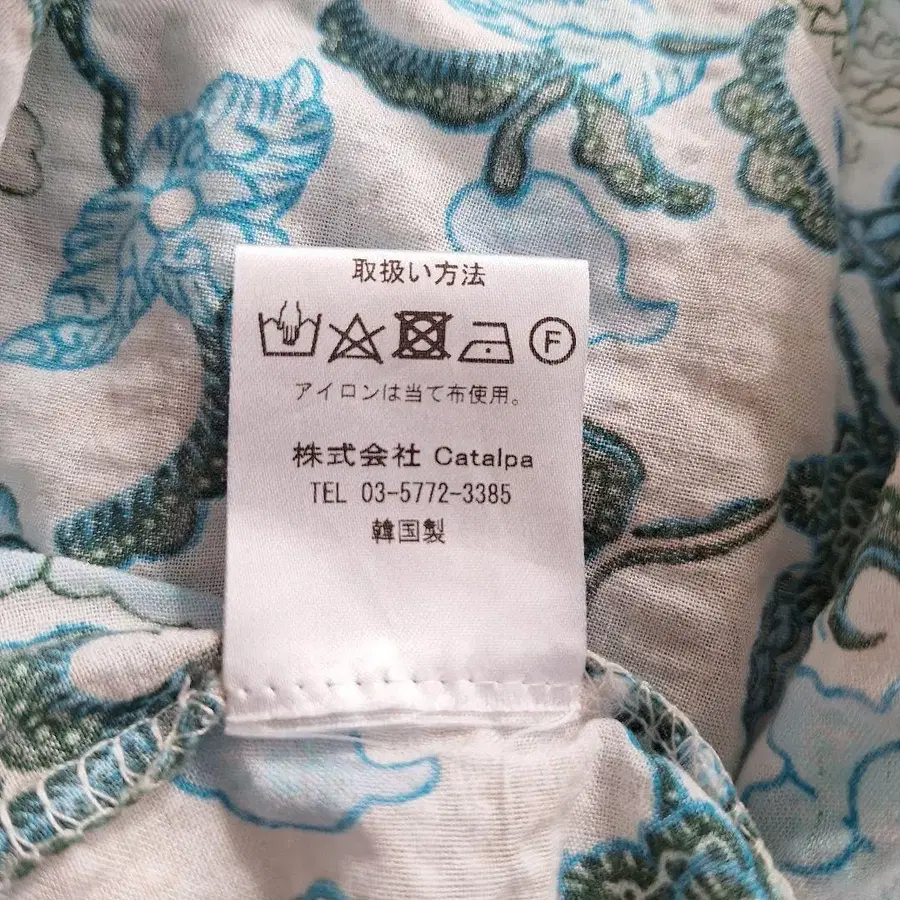 取扱い方法
F
アイロンは当て布使用。
株式会社 Catalpa
TEL 03-5772-3385
韓国製